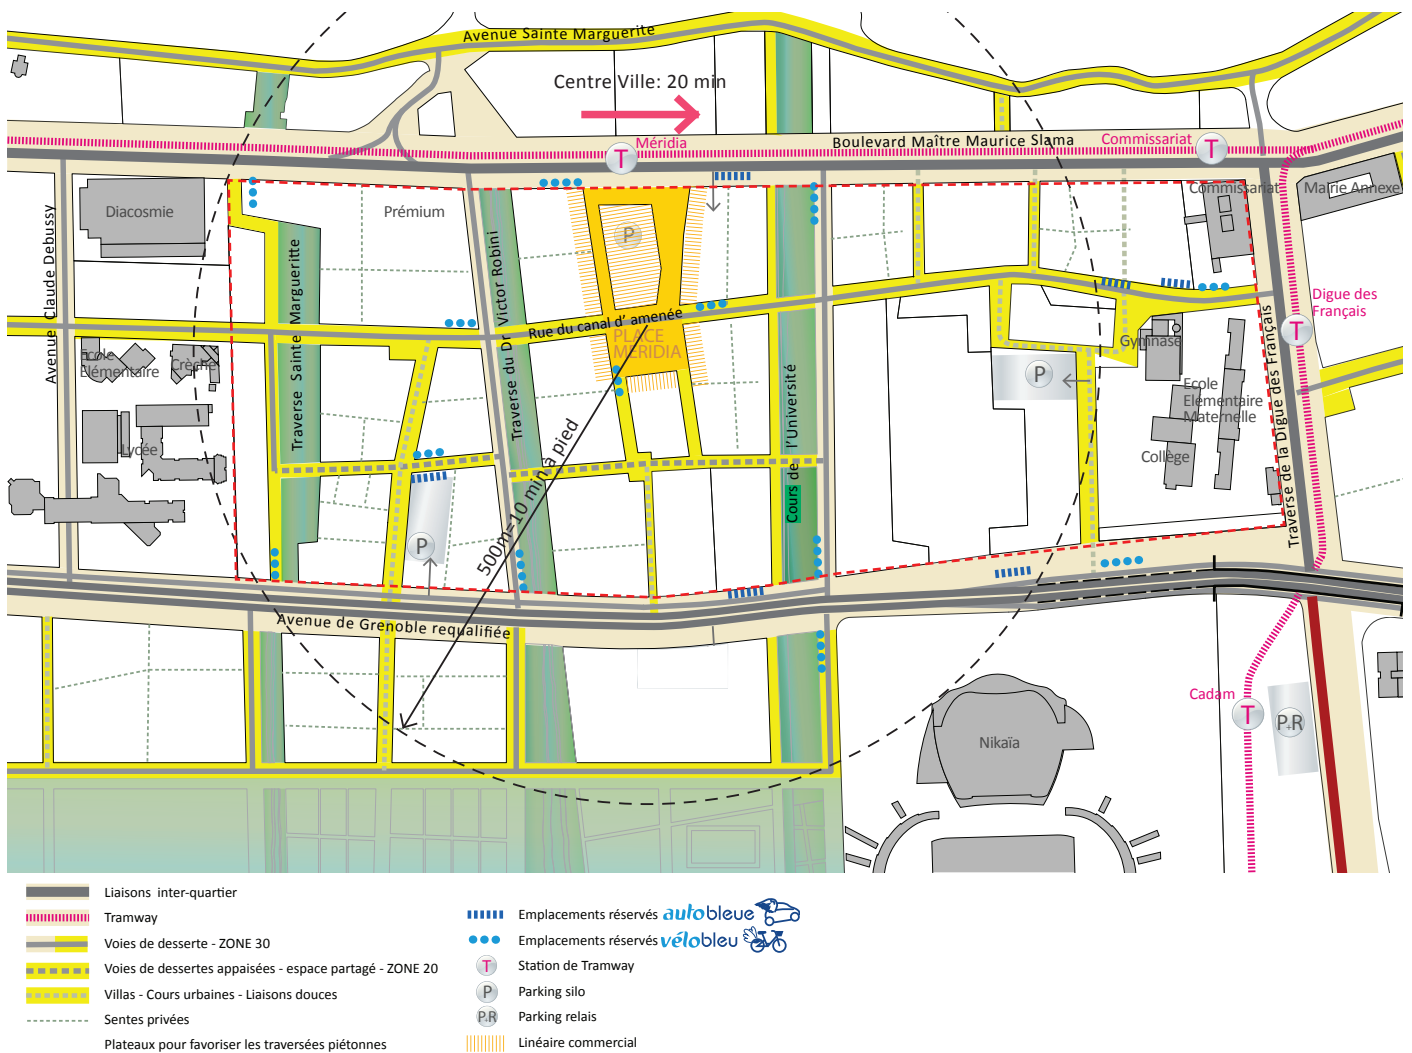 Avenue Sainte Marguerite
Centre Ville: 20 min
Méridia
Boulevard Maître Maurice Slama
Commissariat
T
T
Commissariat
Mairie Annexe
Diacosmie
Prémium
P
Avenue Claude Debussy
Traverse Sainte Margueritte
Traverse du Dr Victor Robini
Rue du canal d' amenée
PLACE
MERIDIA
Digue des
Français
T
Ecole
Elémentaire
Crèche
Gymnase
P
Ecole
Elémentaire
Maternelle
Collège
Lycée
Cours de l'Université
Traverse de la Digue des Français
P
500m=10 min à pied
Avenue de Grenoble requalifiée
Cadam
T
P+R
Nikaïa
Liaisons inter-quartier
Tramway
Voies de desserte - ZONE 30
Voies de dessertes appaisées - espace partagé - ZONE 20
Villas - Cours urbaines - Liaisons douces
Sentes privées
Plateaux pour favoriser les traversées piétonnes
Emplacements réservés autobleue
Emplacements réservés vélobleu
T Station de Tramway
P Parking silo
P+R Parking relais
Linéaire commercial